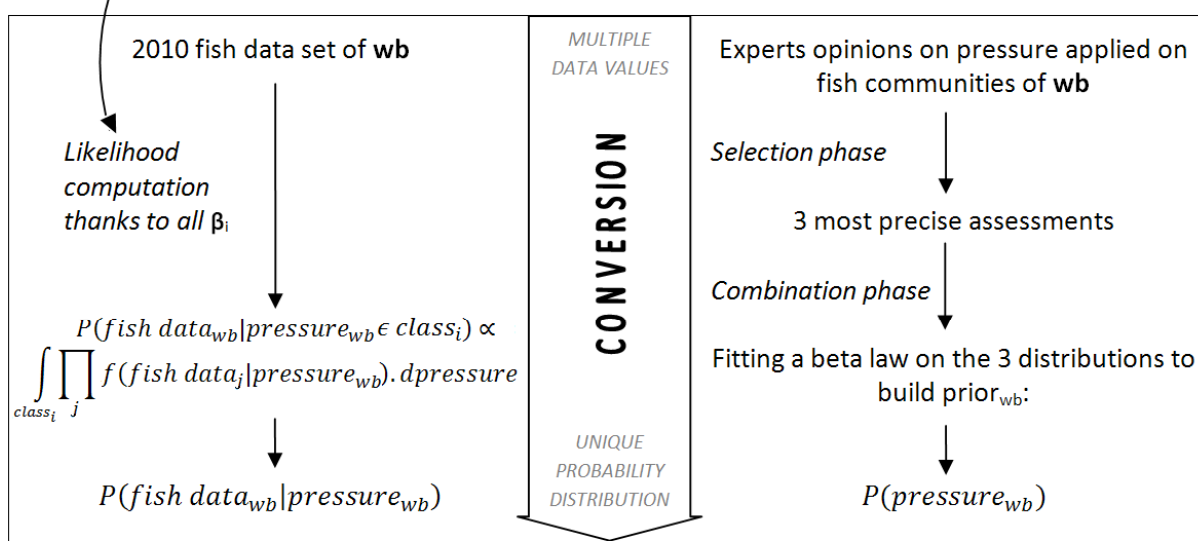 2010 fish data set of wb
Likelihood
computation
thanks to all βi
P(fish data_wb|pressure_wb ϵ class_i) ∝
∫_class_i ∏_j f(fish data_j|pressure_wb).dpressure
P(fish data_wb|pressure_wb)
MULTIPLE
DATA VALUES
CONVERSION
UNIQUE
PROBABILITY
DISTRIBUTION
Experts opinions on pressure applied on
fish communities of wb
Selection phase
3 most precise assessments
Combination phase
Fitting a beta law on the 3 distributions to
build prior_wb:
P(pressure_wb)